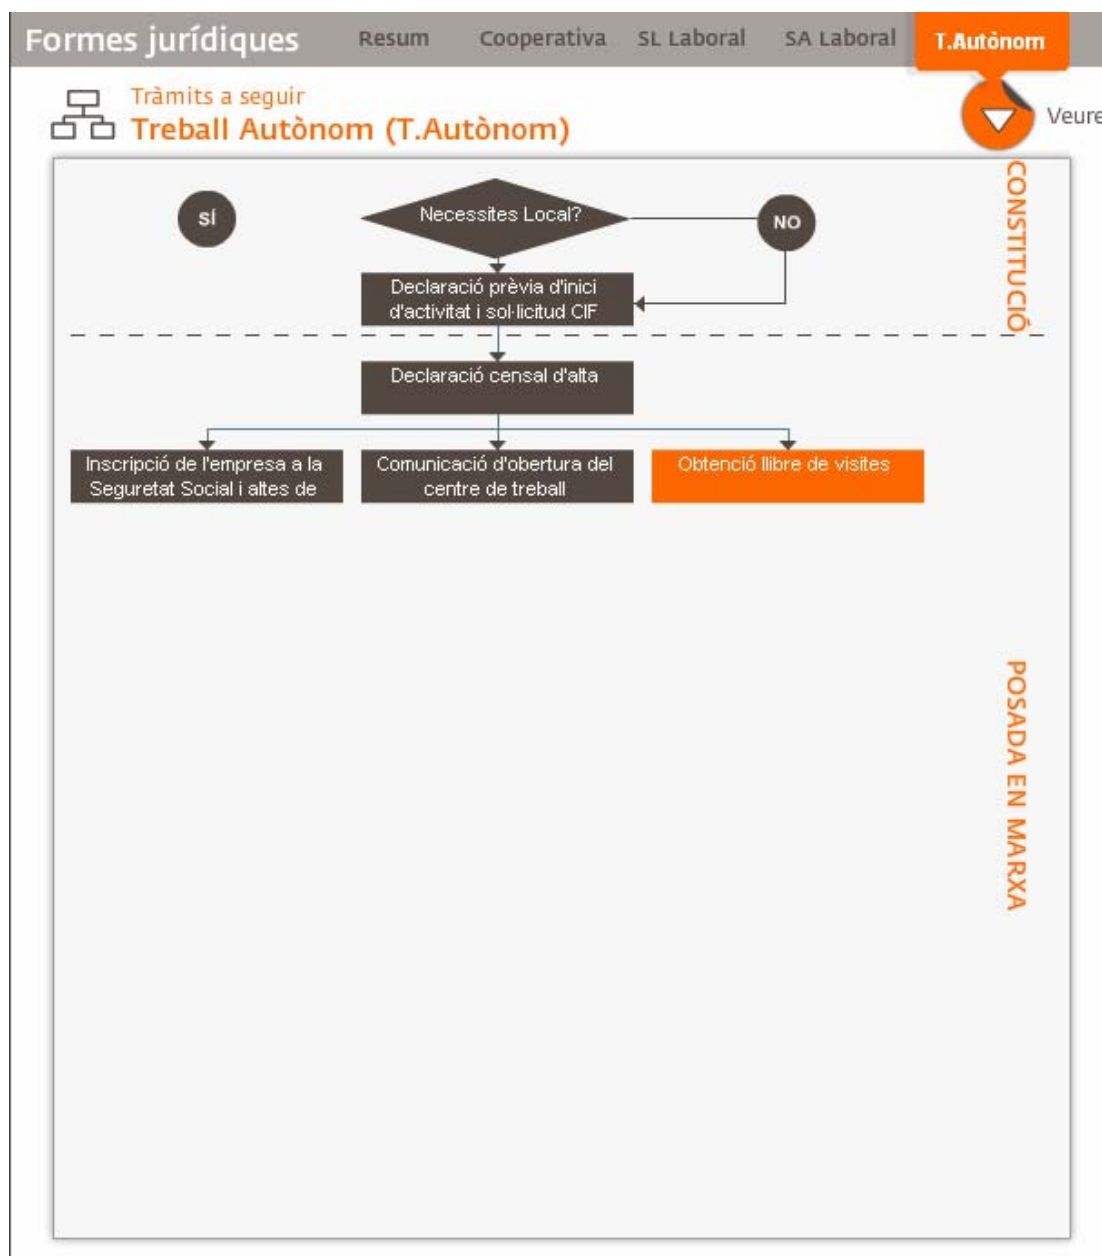 Formes jurídiques Resum Cooperativa SL Laboral SA Laboral T.Autònom
Tràmits a seguir
Treball Autònom (T.Autònom)
Veure
CONSTITUCIÓ
SÍ
Necessites Local?
NO
Declaració prèvia d'inici
d'activitat i sol·licitud CIF
Declaració censal d'alta
Inscripció de l'empresa a la
Seguretat Social i altes de
Comunicació d'obertura del
centre de treball
Obtenció llibre de visites
POSADA EN MARXA